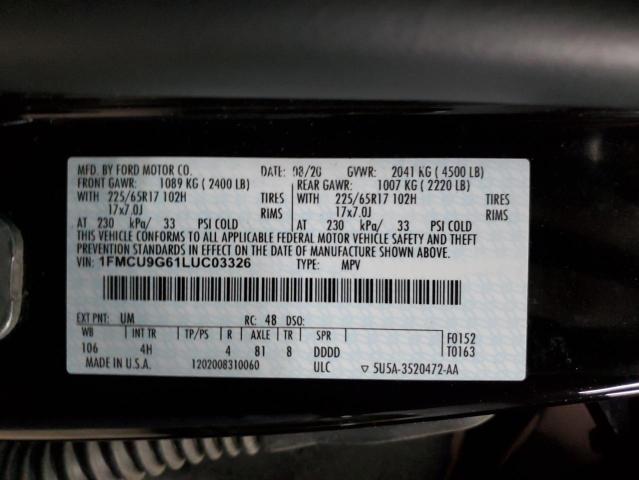 MFD. BY FORD MOTOR CO. DATE: 08/20 GVWR: 2041 KG ( 4500 LB)
FRONT GAWR: 1089 KG ( 2400 LB) REAR GAWR: 1007 KG ( 2220 LB)
WITH 225/65R17 102H TIRES WITH 225/65R17 102H TIRES
17x7.0J RIMS 17x7.0J RIMS
AT 230 kPa/ 33 PSI COLD AT 230 kPa/ 33 PSI COLD
THIS VEHICLE CONFORMS TO ALL APPLICABLE FEDERAL MOTOR VEHICLE SAFETY AND THEFT
PREVENTION STANDARDS IN EFFECT ON THE DATE OF MANUFACTURE SHOWN ABOVE.
VIN: 1FMCU9G61LUC03326 TYPE: MPV
EXT PNT: UM RC: 48 DSO:
WB INT TR TP/PS R AXLE TR SPR F0152
106 4H 4 81 8 DDDD T0163
MADE IN U.S.A. 1202008310060 ULC ▽ 5U5A-3520472-AA